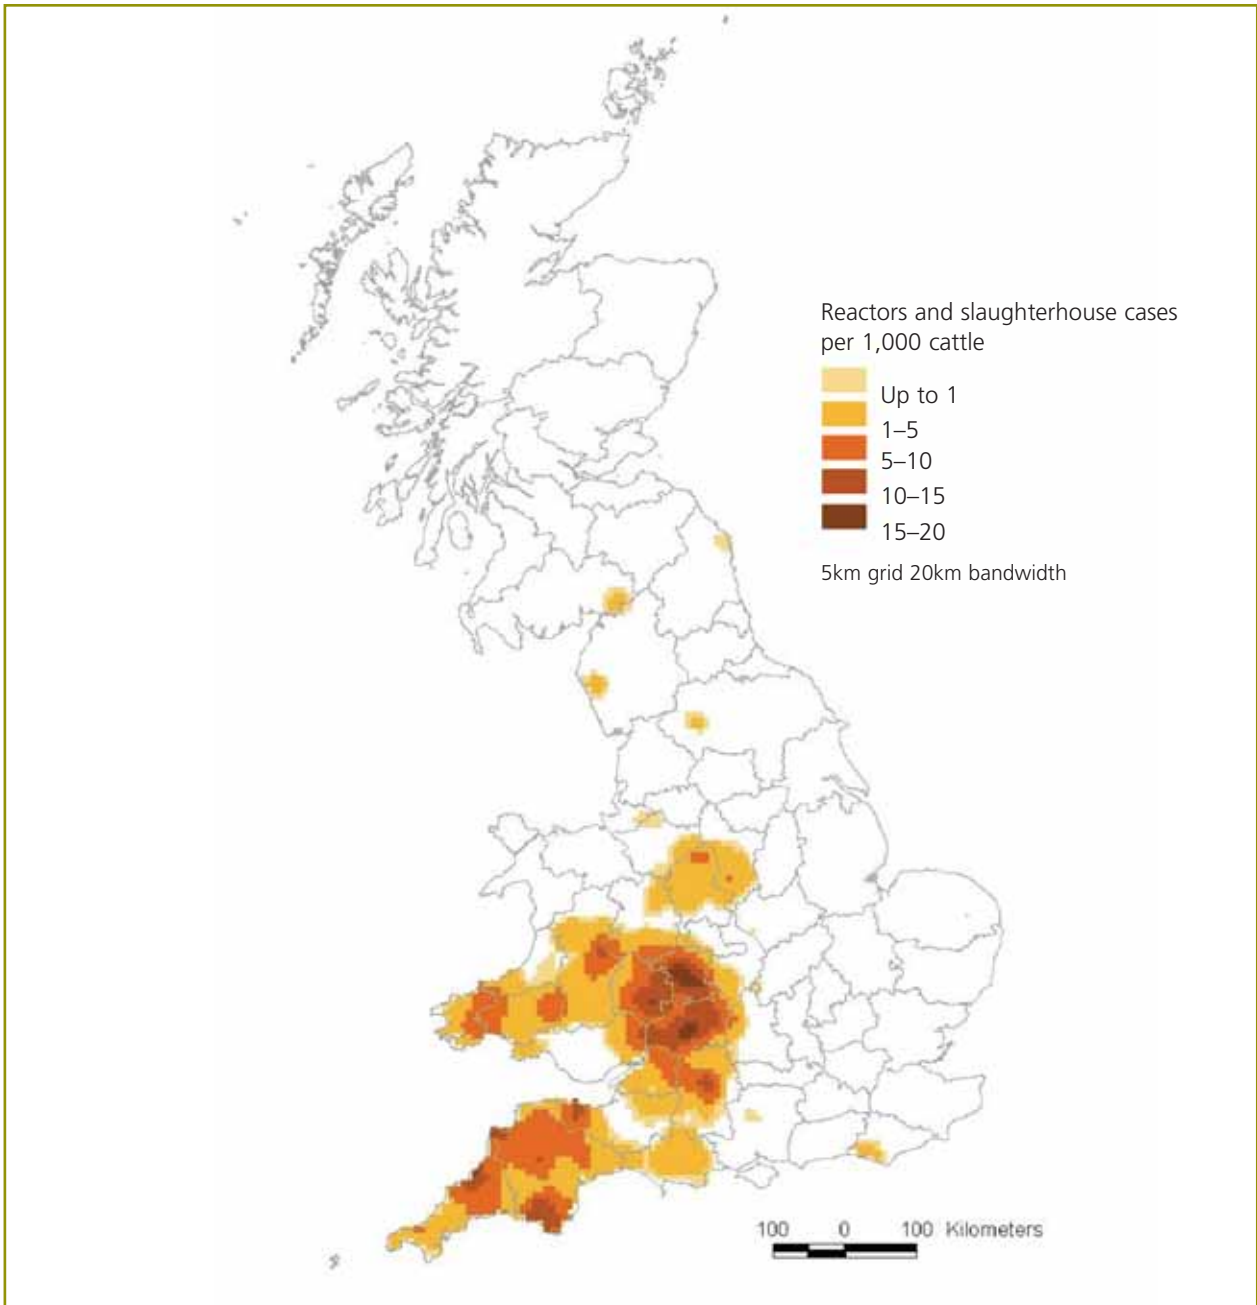 Reactors and slaughterhouse cases
per 1,000 cattle
Up to 1
1–5
5–10
10–15
15–20
5km grid 20km bandwidth
100 0 100 Kilometers